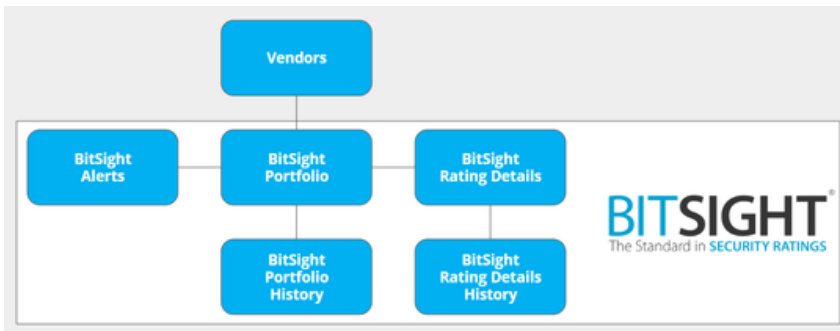 Vendors
BitSight
Alerts
BitSight
Portfolio
BitSight
Rating Details
BitSight
Portfolio
History
BitSight
Rating Details
History
BITSIGHT®
The Standard in SECURITY RATINGS